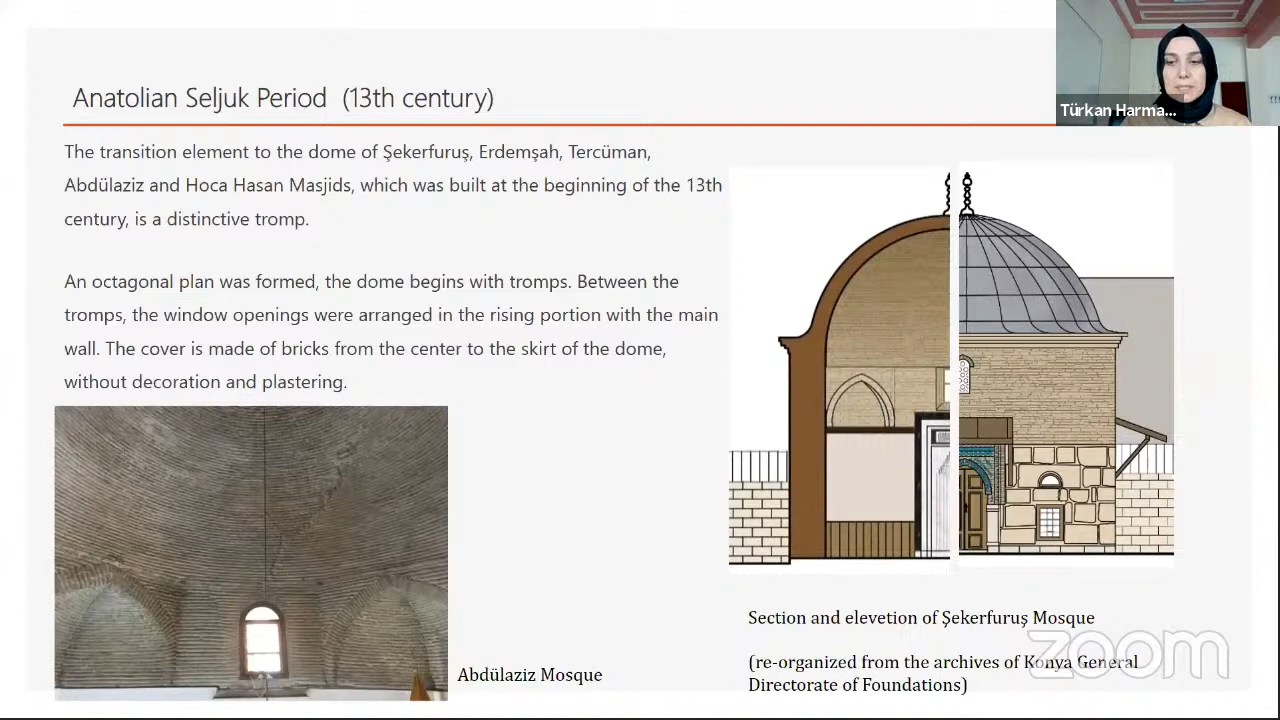 Anatolian Seljuk Period (13th century)
The transition element to the dome of Şekerfuruş, Erdemşah, Tercüman,
Abdülaziz and Hoca Hasan Masjids, which was built at the beginning of the 13th
century, is a distinctive tromp.
An octagonal plan was formed, the dome begins with tromps. Between the
tromps, the window openings were arranged in the rising portion with the main
wall. The cover is made of bricks from the center to the skirt of the dome,
without decoration and plastering.
Abdülaziz Mosque
Section and elevetion of Şekerfuruş Mosque
(re-organized from the archives of Konya General
Directorate of Foundations)
Türkan Harma...
zoom